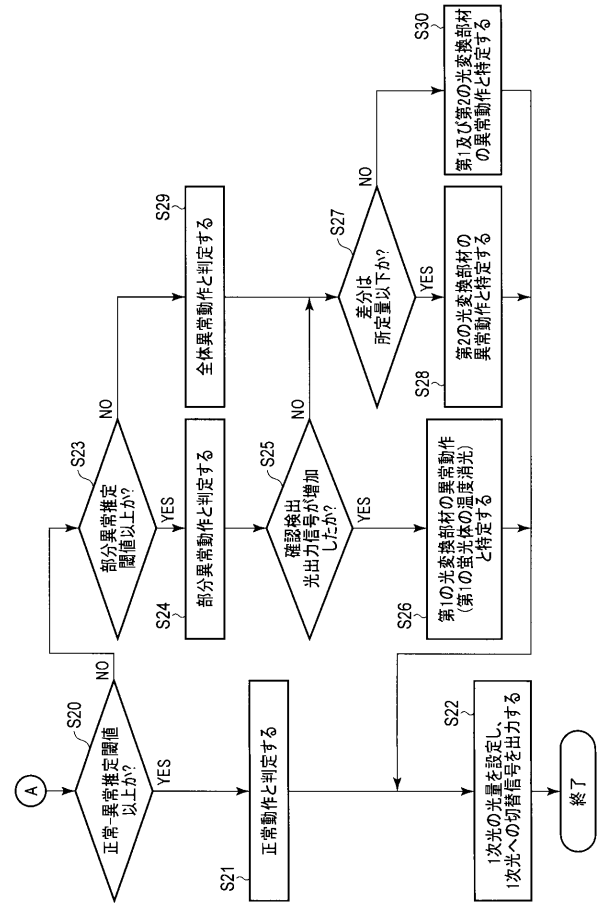 A
S20
正常-異常推定閾値
以上か?
YES
NO
S21
正常動作と判定する
S22
1次光の光量を設定し、
1次光への切替信号を出力する
終了
S23
部分異常推定
閾値以上か?
YES
NO
S24
部分異常動作と判定する
S25
確認検出
光出力信号が増加
したか?
YES
NO
S26
第1の光変換部材の異常動作
(第1の蛍光体の温度消光)
と特定する
S29
全体異常動作と判定する
S27
差分は
所定量以下か?
YES
NO
S28
第2の光変換部材の
異常動作と特定する
S30
第1及び第2の光変換部材
の異常動作と特定する